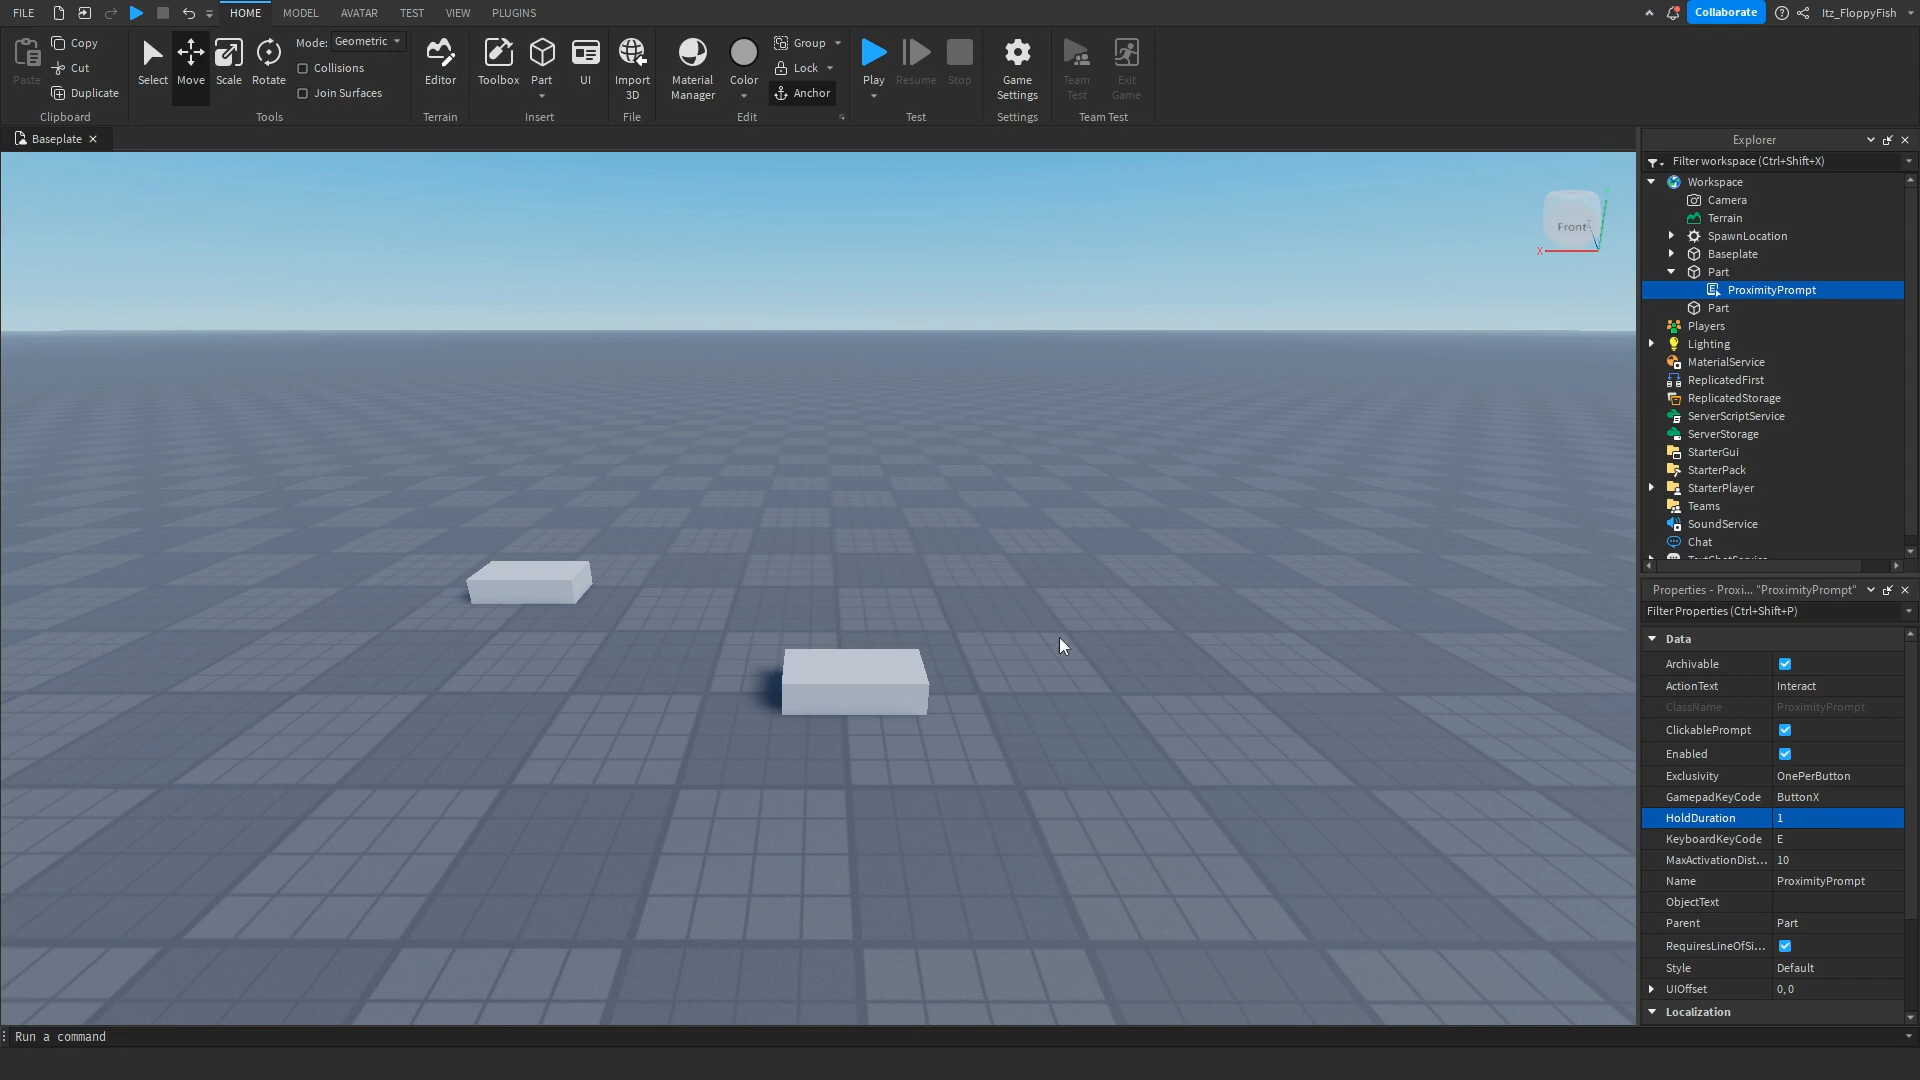 FILE HOME MODEL AVATAR TEST VIEW PLUGINS Collaborate Itz_FloppyFish
Paste Copy Cut Duplicate
Clipboard
Select Move Scale Rotate
Mode: Geometric
Collisions
Join Surfaces
Tools
Editor
Terrain
Toolbox Part UI
Insert
Import 3D
File
Material Manager Color Group Lock Anchor
Edit
Play Resume Stop
Test
Game Settings
Settings
Team Test Exit Game
Team Test
Baseplate
Front
X
Explorer
Filter workspace (Ctrl+Shift+X)
Workspace
Camera
Terrain
SpawnLocation
Baseplate
Part
ProximityPrompt
Part
Players
Lighting
MaterialService
ReplicatedFirst
ReplicatedStorage
ServerScriptService
ServerStorage
StarterGui
StarterPack
StarterPlayer
Teams
SoundService
Chat
Properties - Proxi... "ProximityPrompt"
Filter Properties (Ctrl+Shift+P)
Data
Archivable
ActionText Interact
ClassName ProximityPrompt
ClickablePrompt
Enabled
Exclusivity OnePerButton
GamepadKeyCode ButtonX
HoldDuration 1
KeyboardKeyCode E
MaxActivationDist... 10
Name ProximityPrompt
ObjectText
Parent Part
RequiresLineOfSi...
Style Default
UIOffset 0, 0
Localization
Run a command